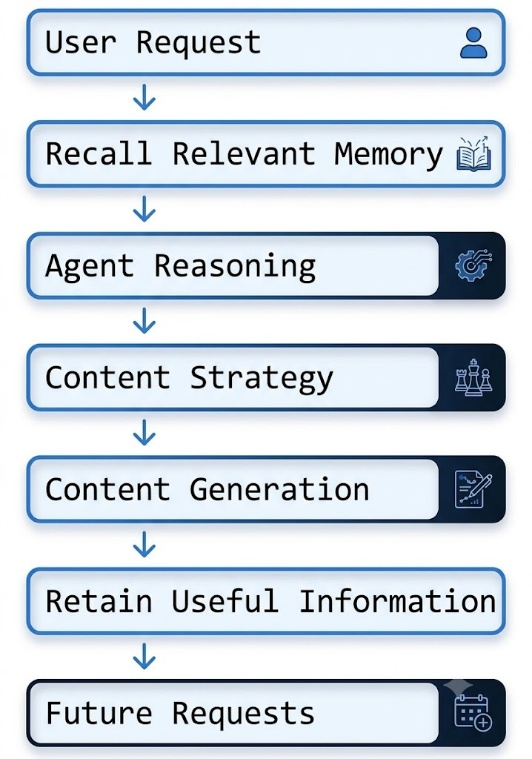 User Request
Recall Relevant Memory
Agent Reasoning
Content Strategy
Content Generation
Retain Useful Information
Future Requests